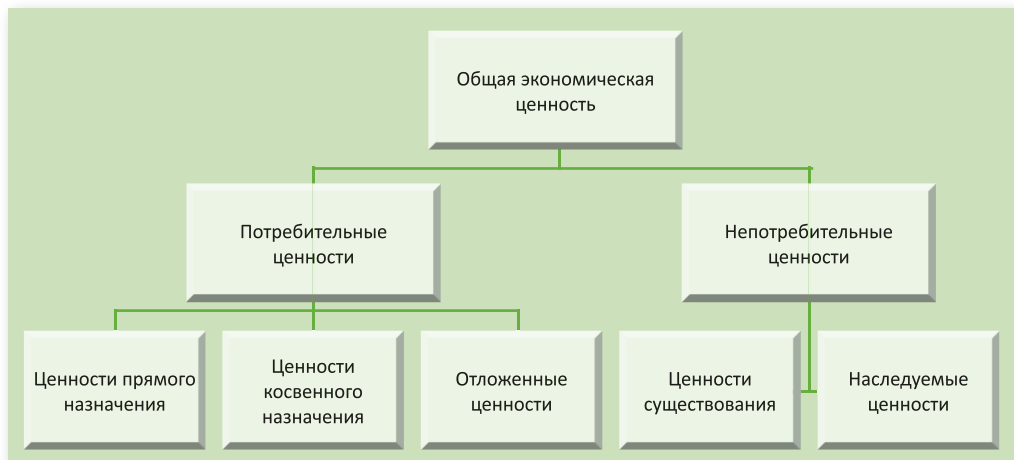 Общая экономическая
ценность
Потребительные
ценности
Непотребительные
ценности
Ценности прямого
назначения
Ценности
косвенного
назначения
Отложенные
ценности
Ценности
существования
Наследуемые
ценности